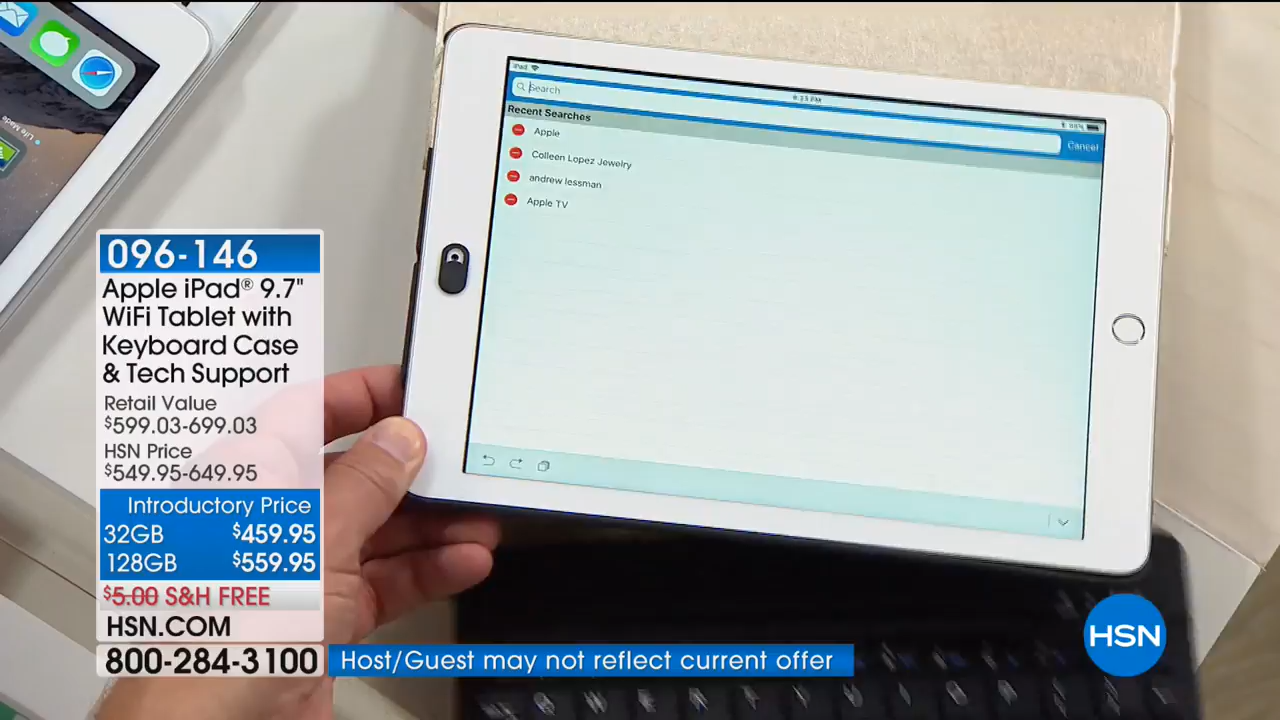 iPad
Search
Cancel
Recent Searches
Apple
Colleen Lopez Jewelry
andrew lessman
Apple TV
096-146
Apple iPad® 9.7"
WiFi Tablet with
Keyboard Case
& Tech Support
Retail Value
$599.03-699.03
HSN Price
$549.95-649.95
Introductory Price
32GB $459.95
128GB $559.95
$5.00 S&H FREE
HSN.COM
800-284-3100
Host/Guest may not reflect current offer
HSN